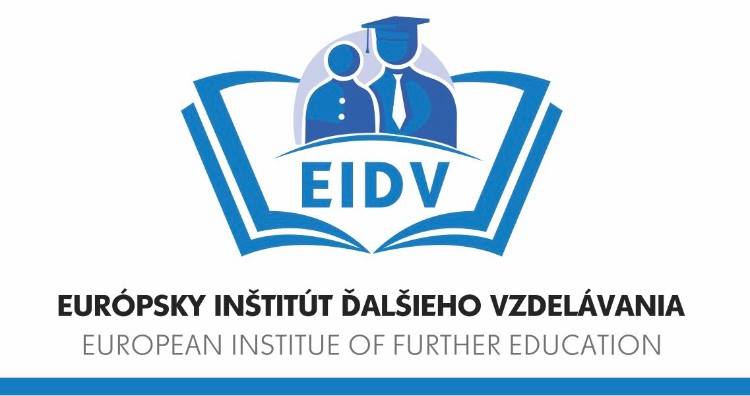 EIDV
EURÓPSKY INŠTITÚT ĎALŠIEHO VZDELÁVANIA
EUROPEAN INSTITUE OF FURTHER EDUCATION